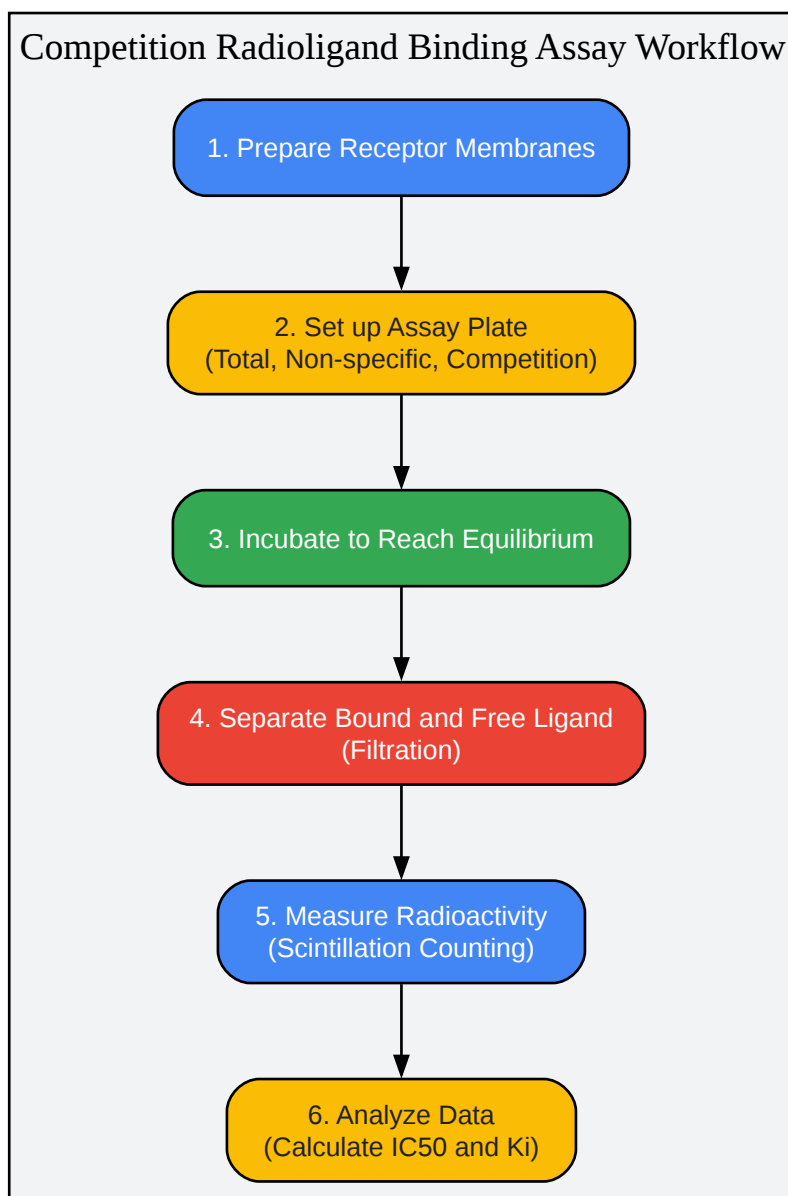 Competition Radioligand Binding Assay Workflow
1. Prepare Receptor Membranes
2. Set up Assay Plate
(Total, Non-specific, Competition)
3. Incubate to Reach Equilibrium
4. Separate Bound and Free Ligand
(Filtration)
5. Measure Radioactivity
(Scintillation Counting)
6. Analyze Data
(Calculate IC50 and Ki)